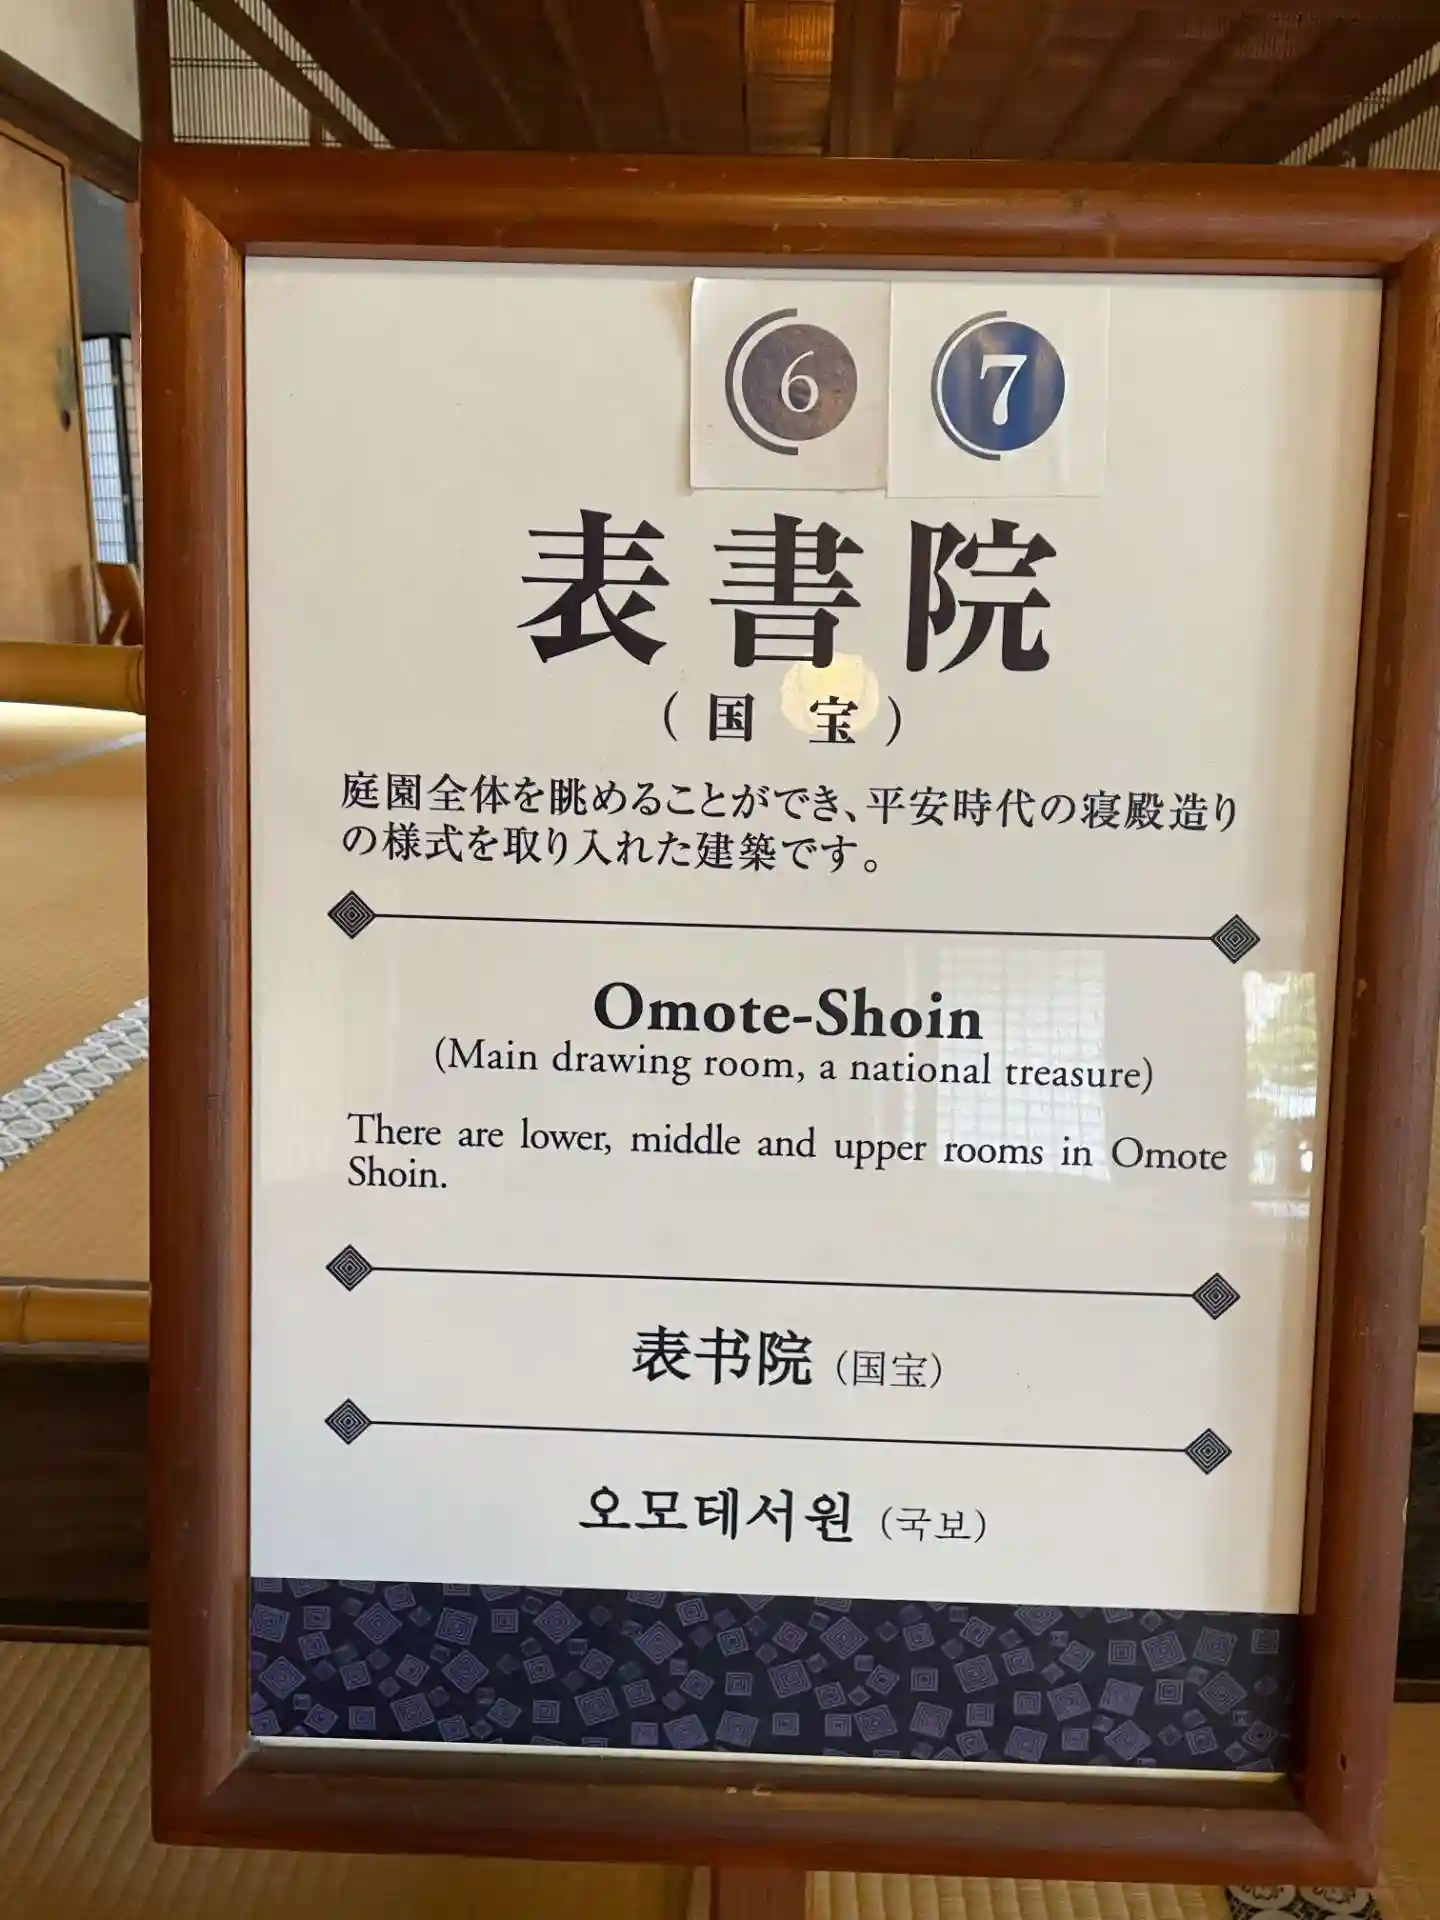 6 7
表書院
(国宝)
庭園全体を眺めることができ、平安時代の寝殿造り
の様式を取り入れた建築です。
Omote-Shoin
(Main drawing room, a national treasure)
There are lower, middle and upper rooms in Omote
Shoin.
表书院（国宝）
오모테서원 (국보)